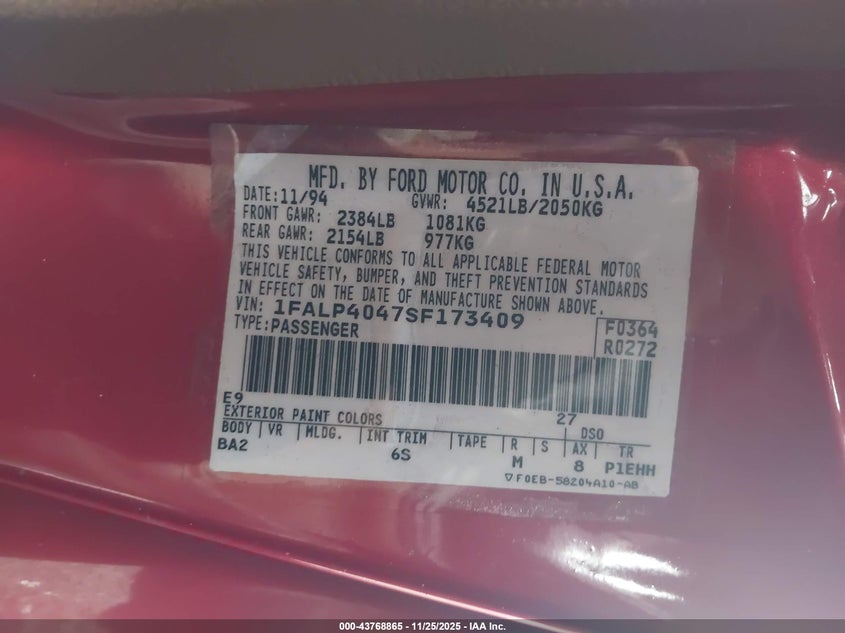 MFD. BY FORD MOTOR CO. IN U.S.A.
DATE: 11/94 GVWR: 4521LB/2050KG
FRONT GAWR: 2384LB 1081KG
REAR GAWR: 2154LB 977KG
THIS VEHICLE CONFORMS TO ALL APPLICABLE FEDERAL MOTOR
VEHICLE SAFETY, BUMPER, AND THEFT PREVENTION STANDARDS
IN EFFECT ON THE DATE OF MANUFACTURE SHOWN ABOVE.
VIN: 1FALP4047SF173409
TYPE: PASSENGER
F0364
R0272
E9 27
EXTERIOR PAINT COLORS DSO
BODY VR MLDG. INT TRIM TAPE R S AX TR
BA2 6S M 8 P1EHH
▽F0EB-58204A10-AB
000-43768865 | 11/25/2025 | IAA Inc.